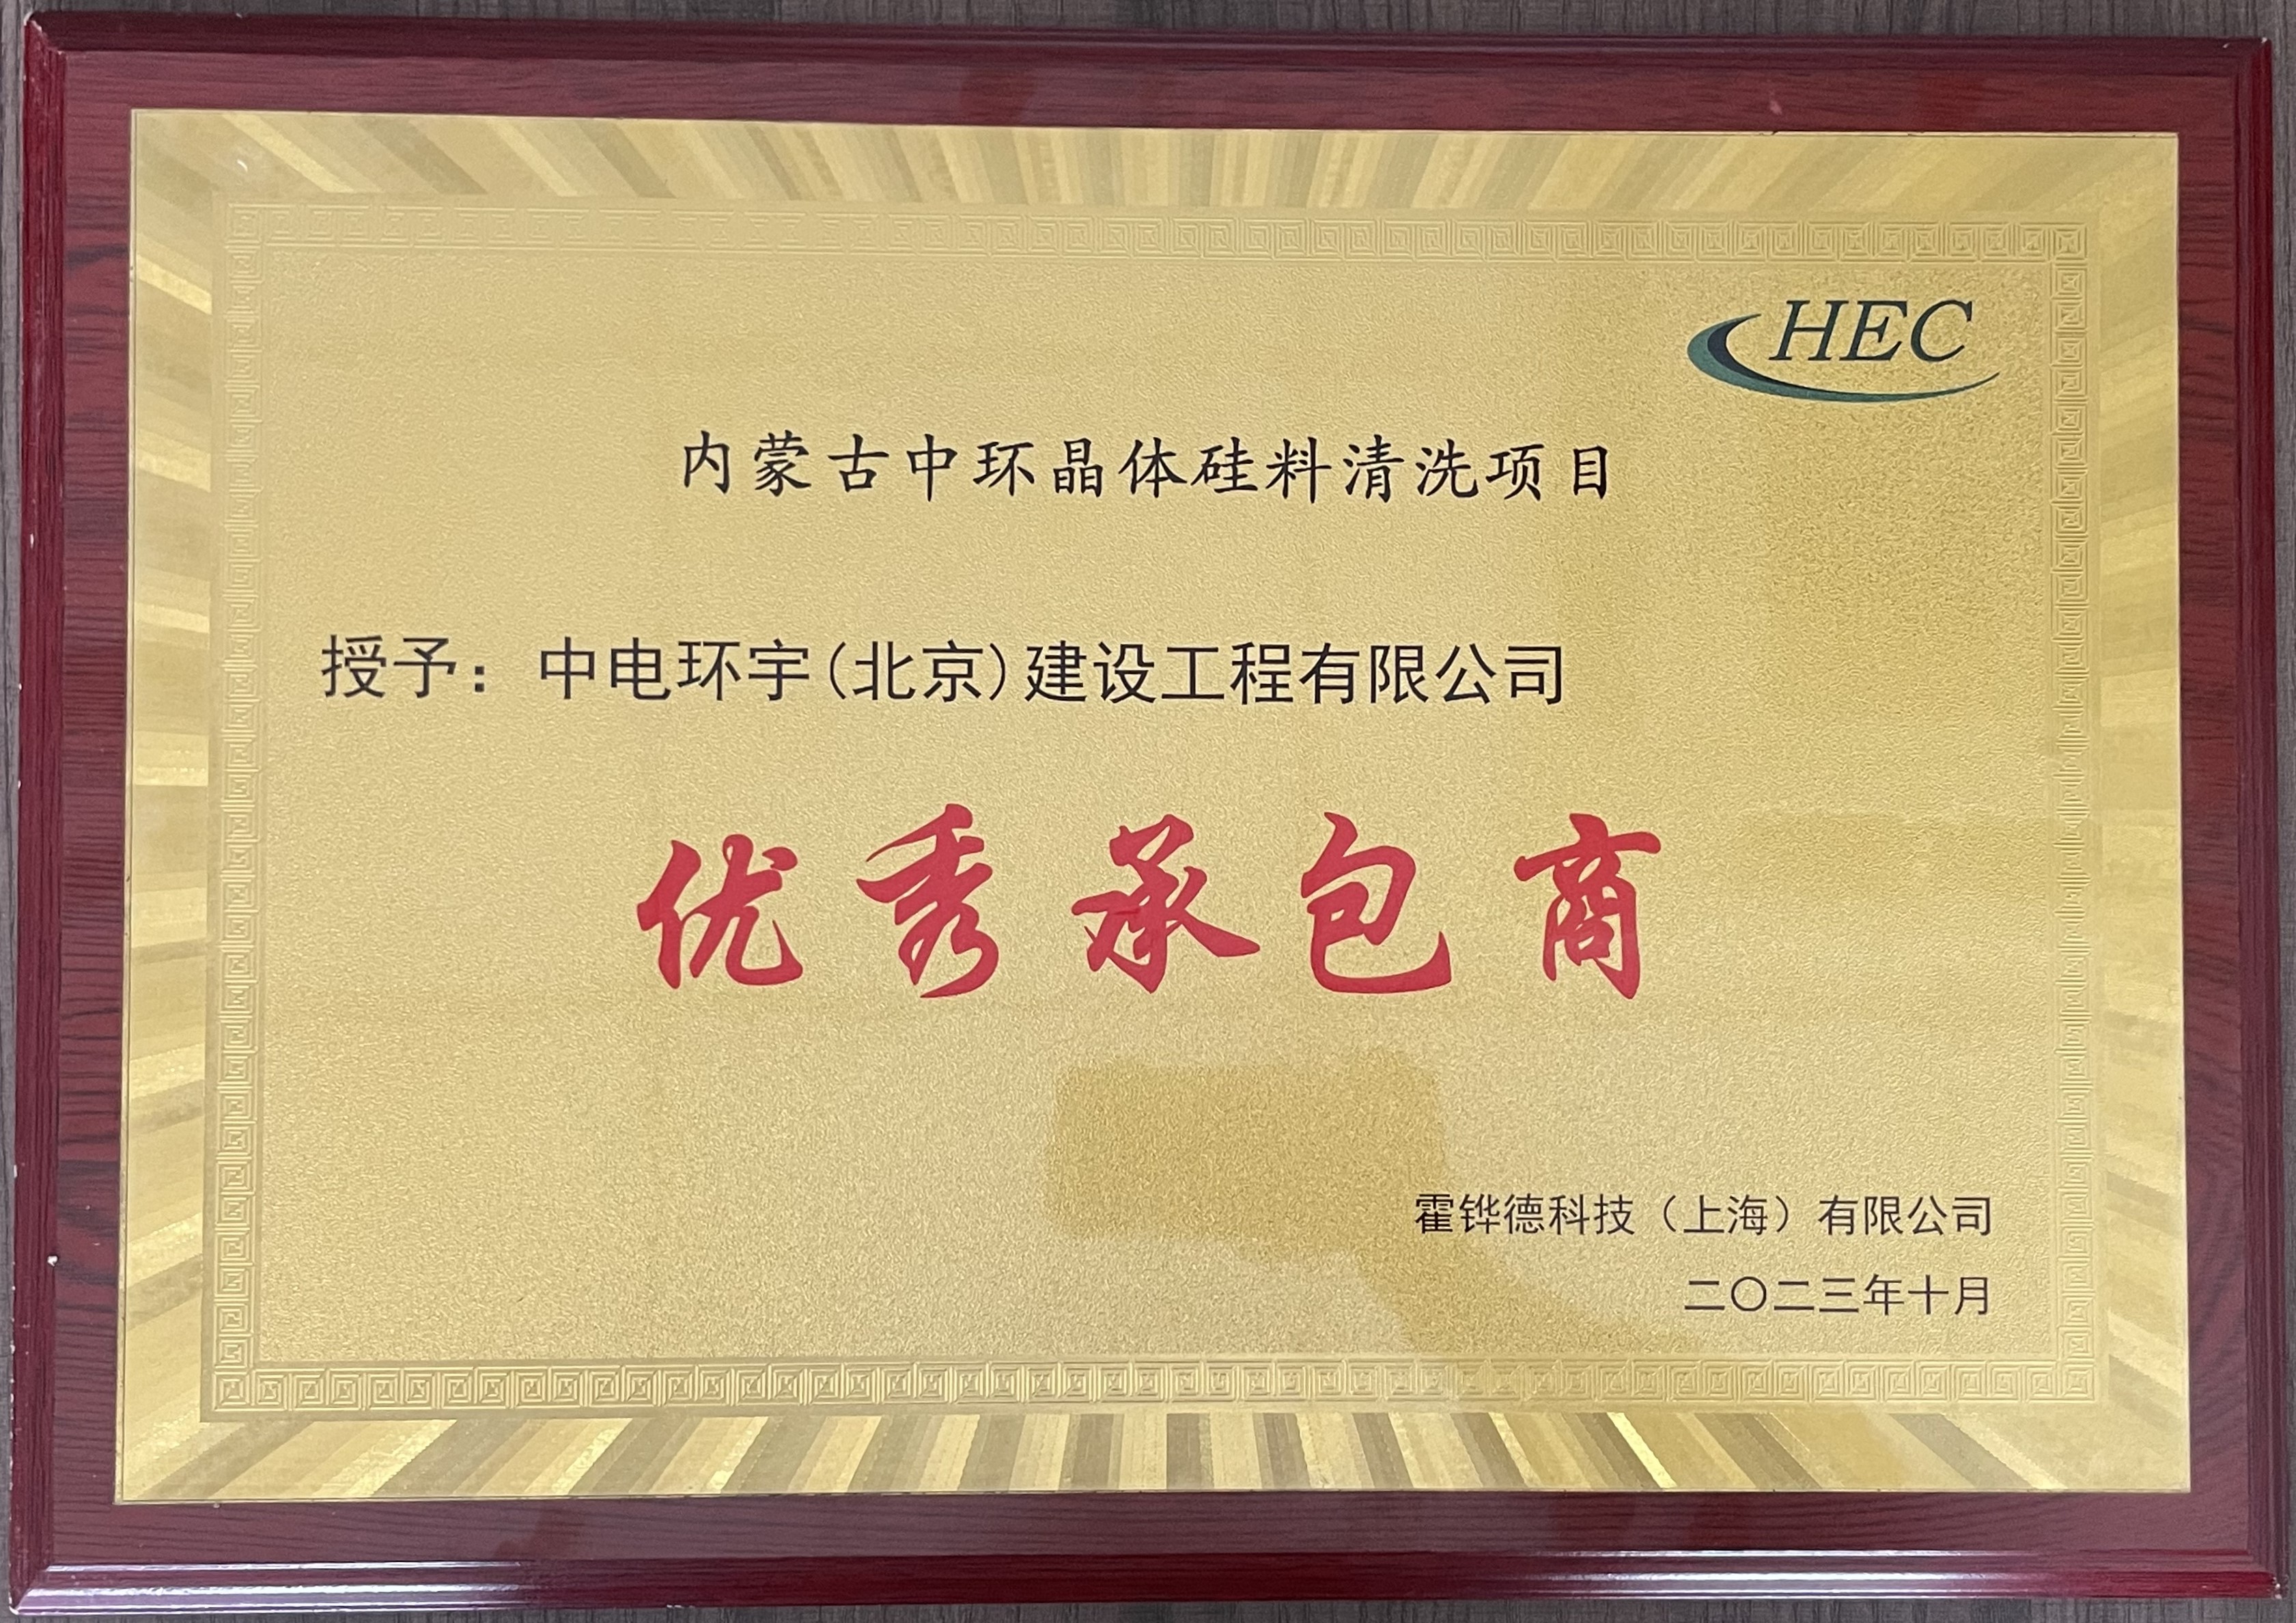 HEC
内蒙古中环晶体硅料清洗项目
授予：中电环宇(北京)建设工程有限公司
优秀承包商
霍铧德科技（上海）有限公司
二〇二三年十月